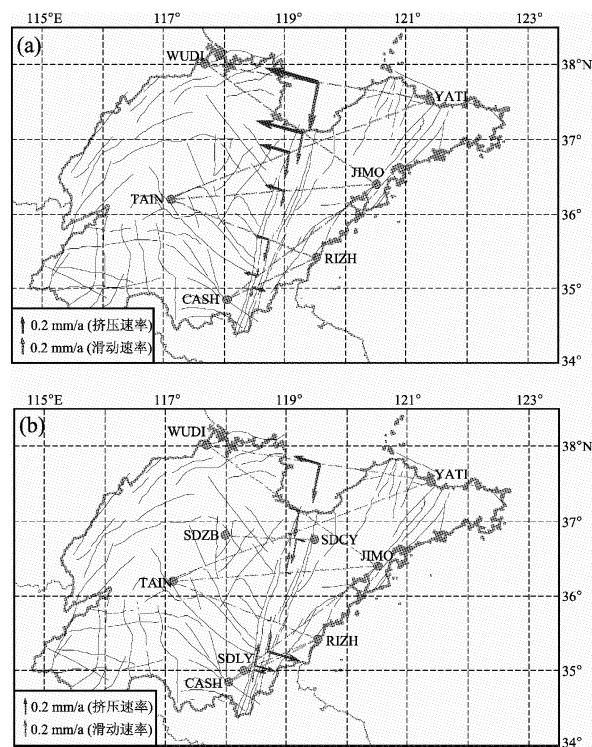 115°E 117° 119° 121° 123°
(a)
WUDI
38°N
YATI
37°
JIMO
TAIN
36°
RIZH
CASH
35°
0.2 mm/a (挤压速率)
0.2 mm/a (滑动速率)
34°
115°E 117° 119° 121° 123°
(b)
WUDI
38°N
YATI
SDZB
SDCY
37°
JIMO
TAIN
36°
RIZH
SDLY
CASH
35°
0.2 mm/a (挤压速率)
0.2 mm/a (滑动速率)
34°